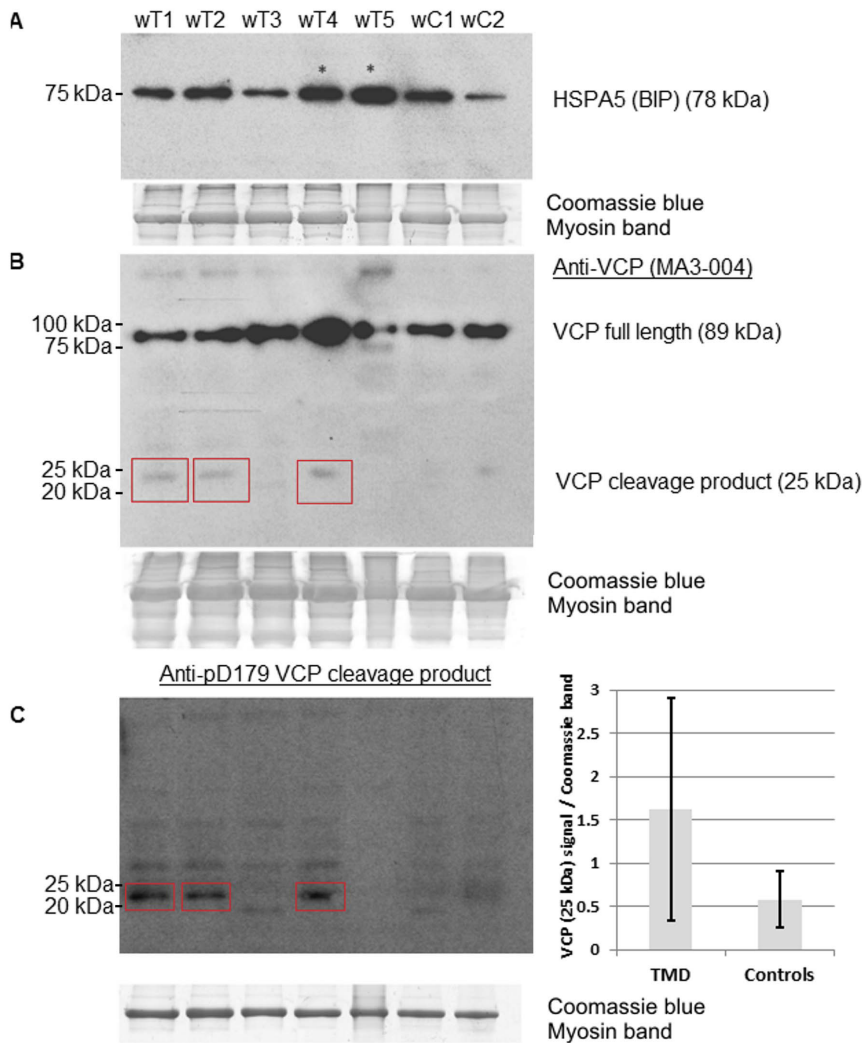 A
wT1 wT2 wT3 wT4 wT5 wC1 wC2
* *
75 kDa
HSPA5 (BIP) (78 kDa)
Coomassie blue
Myosin band
B
Anti-VCP (MA3-004)
100 kDa
75 kDa
VCP full length (89 kDa)
25 kDa
20 kDa
VCP cleavage product (25 kDa)
Coomassie blue
Myosin band
Anti-pD179 VCP cleavage product
C
25 kDa
20 kDa
VCP (25 kDa) signal / Coomassie band
3
2.5
2
1.5
1
0.5
0
TMD Controls
Coomassie blue
Myosin band